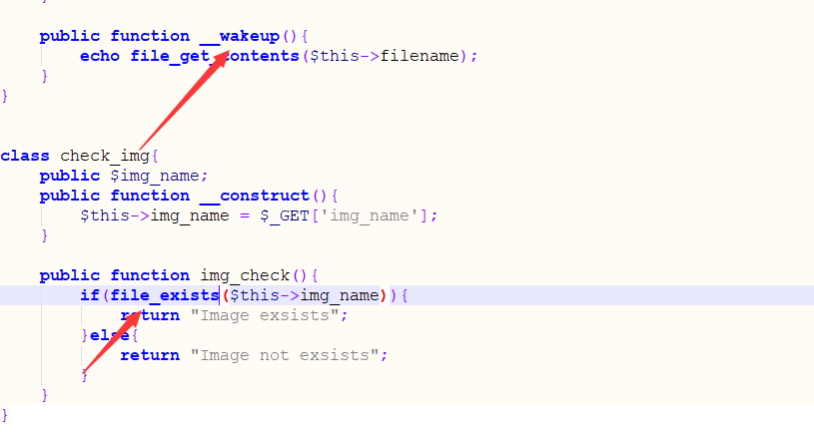 }
public function __wakeup(){
echo file_get_contents($this->filename);
}
}
class check_img{
public $img_name;
public function __construct(){
$this->img_name = $_GET['img_name'];
}
public function img_check(){
if(file_exists($this->img_name)){
return "Image exsists";
}else{
return "Image not exsists";
}
}
}